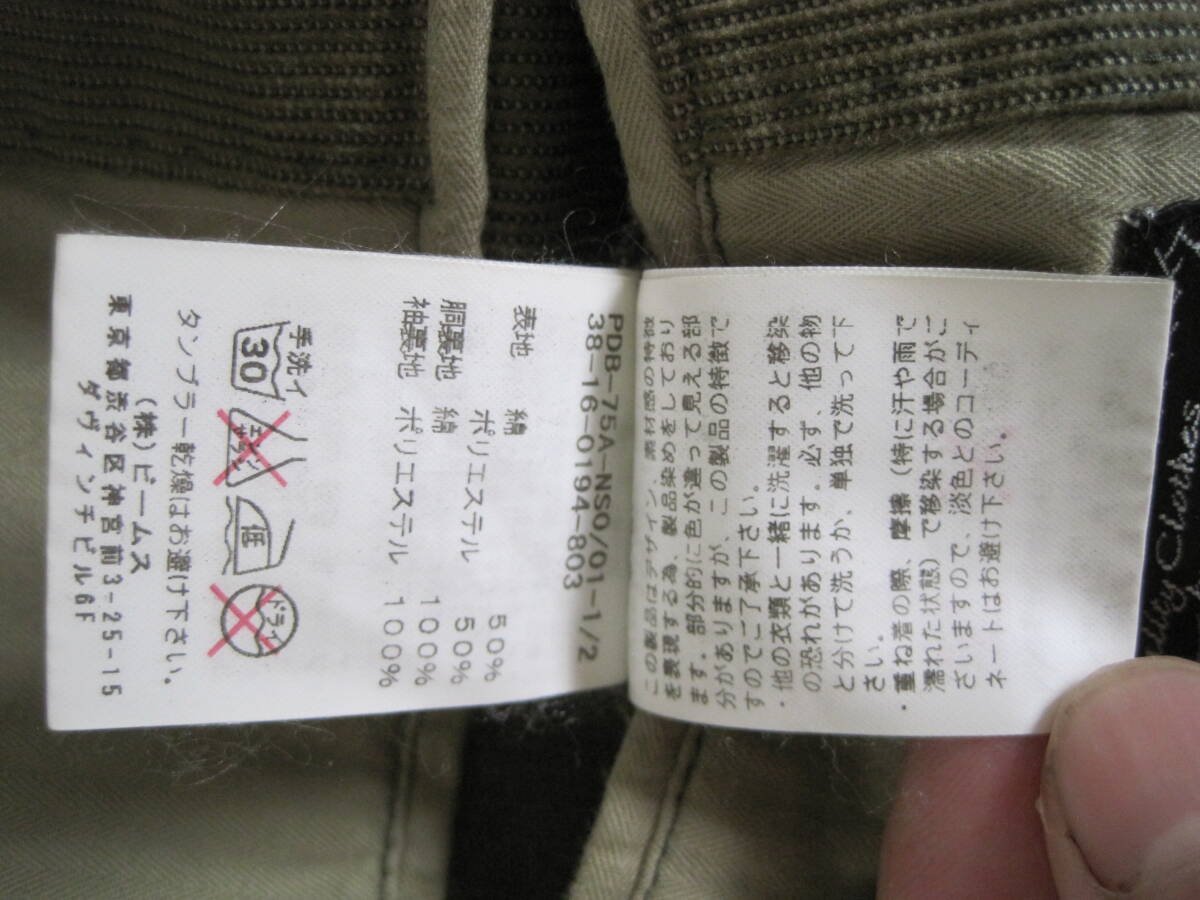 PDB-75A-NSO/01-1/2
38-16-0194-803
表地 綿 50%
ポリエステル 50%
胴裏地 綿 100%
袖裏地 ポリエステル 100%
手洗イ
30
エンソサラシ
低
ドライ
タンブラー乾燥はお避け下さい。
(株)ビームス
東京都渋谷区神宮前3-25-15
ダヴィンチビル6F
この製品はデザイン、素材感の特徴
を表現する為、製品染めをしており
ます。部分的に色が違って見える部
分がありますが、この製品の特徴で
すのでご了承下さい。
・他の衣類と一緒に洗濯すると移染
の恐れがあります。必ず、他の物
と分けて洗うか、単独で洗って下
さい。
・重ね着の際、摩擦(特に汗や雨で
濡れた状態)で移染する場合がご
ざいますので、淡色とのコーディ
ネートはお避け下さい。
Clothes